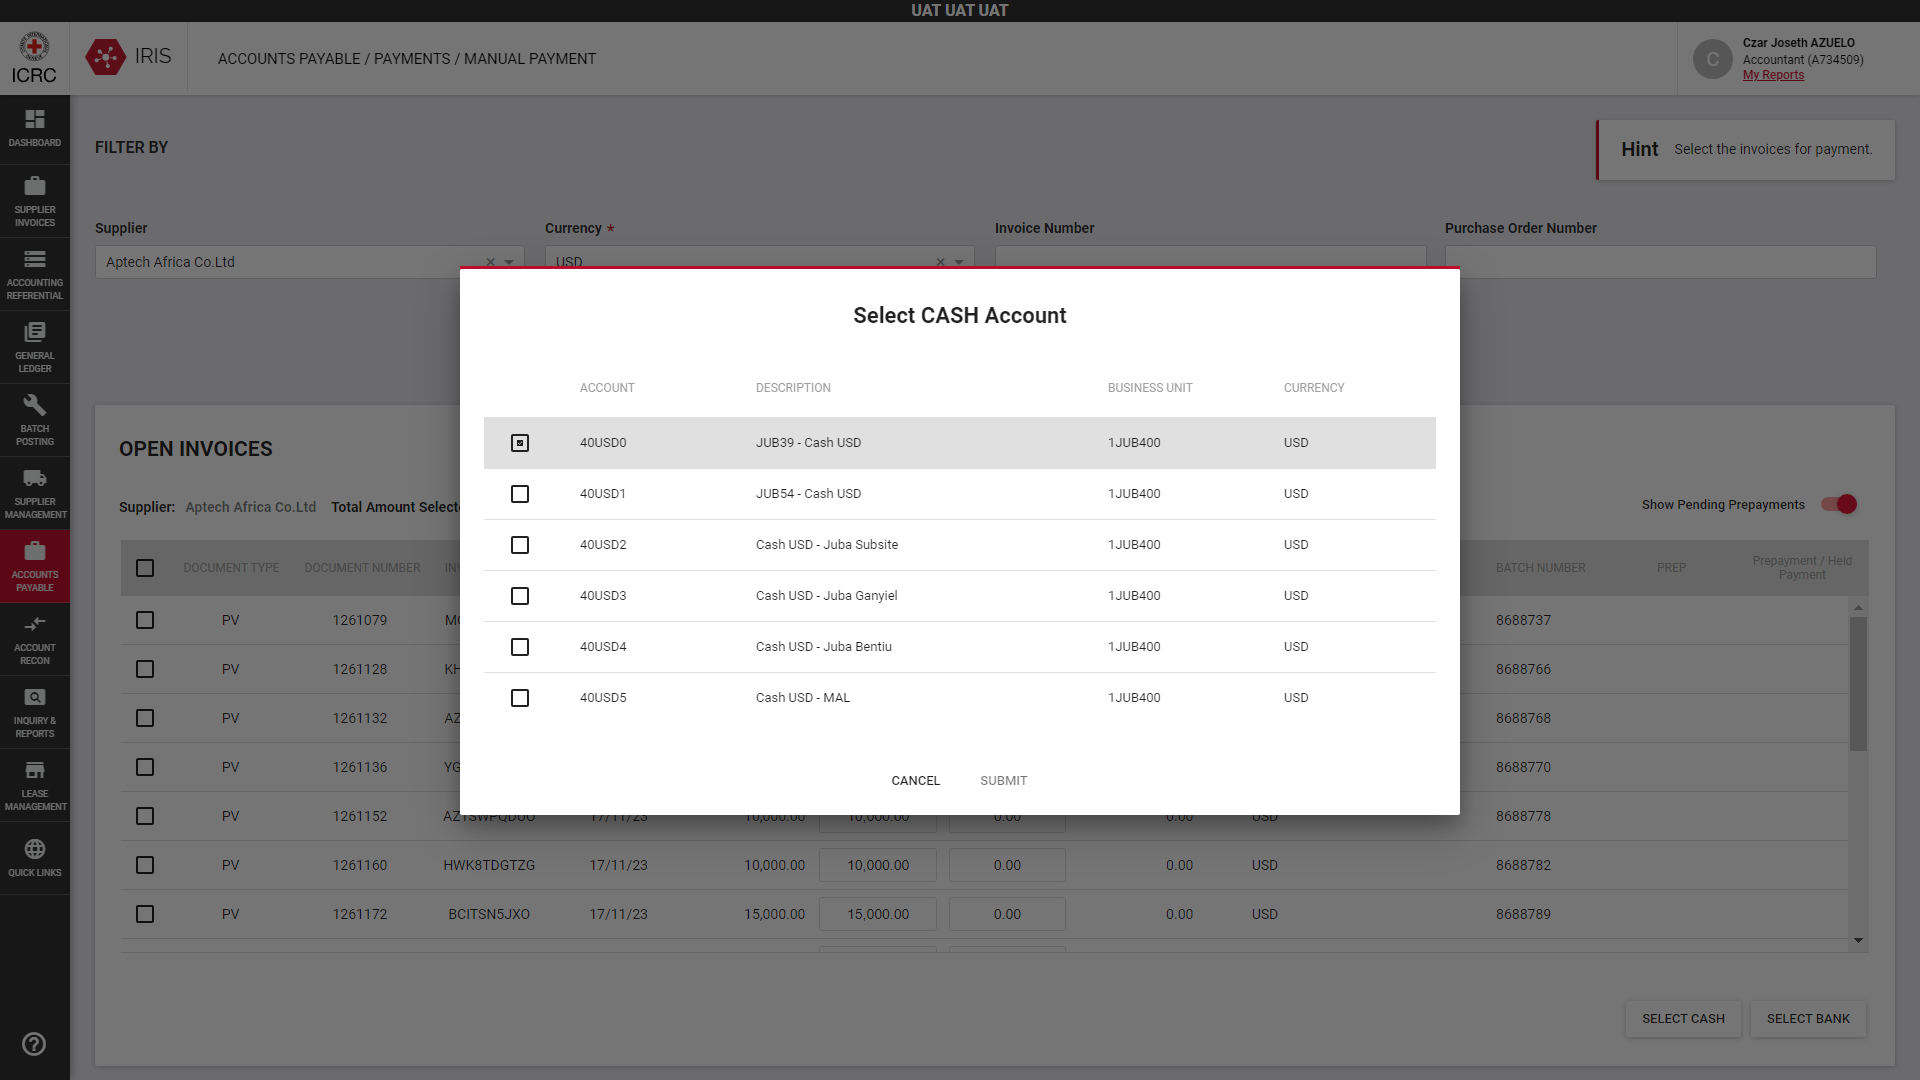 UAT UAT UAT
ICRC
IRIS
ACCOUNTS PAYABLE / PAYMENTS / MANUAL PAYMENT
C
Czar Joseth AZUELO
Accountant (A734509)
My Reports
DASHBOARD
SUPPLIER
INVOICES
ACCOUNTING
REFERENTIAL
GENERAL
LEDGER
BATCH
POSTING
SUPPLIER
MANAGEMENT
ACCOUNTS
PAYABLE
ACCOUNT
RECON
INQUIRY &
REPORTS
LEASE
MANAGEMENT
QUICK LINKS
FILTER BY
Hint Select the invoices for payment.
Supplier
Currency *
Invoice Number
Purchase Order Number
Aptech Africa Co.Ltd
USD
Select CASH Account
ACCOUNT DESCRIPTION BUSINESS UNIT CURRENCY
40USD0 JUB39 - Cash USD 1JUB400 USD
40USD1 JUB54 - Cash USD 1JUB400 USD
40USD2 Cash USD - Juba Subsite 1JUB400 USD
40USD3 Cash USD - Juba Ganyiel 1JUB400 USD
40USD4 Cash USD - Juba Bentiu 1JUB400 USD
40USD5 Cash USD - MAL 1JUB400 USD
CANCEL SUBMIT
OPEN INVOICES
Supplier: Aptech Africa Co.Ltd Total Amount Selecte
Show Pending Prepayments
DOCUMENT TYPE DOCUMENT NUMBER BATCH NUMBER PREP Prepayment / Held
Payment
PV 1261079 8688737
PV 1261128 KH 8688766
PV 1261132 AZ 8688768
PV 1261136 YG 8688770
PV 1261152 AZTSWPQDUO 17/11/23 10,000.00 10,000.00 0.00 0.00 USD 8688778
PV 1261160 HWK8TDGTZG 17/11/23 10,000.00 10,000.00 0.00 0.00 USD 8688782
PV 1261172 BCITSN5JXO 17/11/23 15,000.00 15,000.00 0.00 0.00 USD 8688789
SELECT CASH SELECT BANK